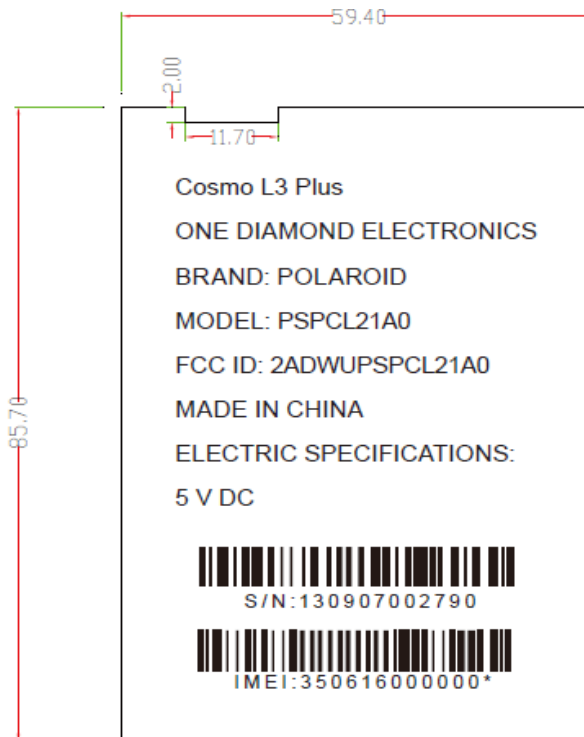 59.40
2.00
11.70
85.70
Cosmo L3 Plus
ONE DIAMOND ELECTRONICS
BRAND: POLAROID
MODEL: PSPCL21A0
FCC ID: 2ADWUPSPCL21A0
MADE IN CHINA
ELECTRIC SPECIFICATIONS:
5 V DC
S/N:130907002790
IMEI:350616000000*